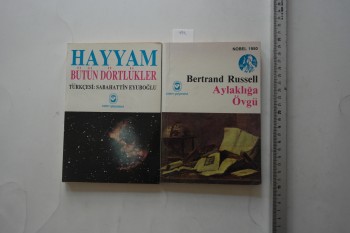 HAYYAM
BÜTÜN DÖRTLÜKLER
TÜRKÇESİ: SABAHATTİN EYUBOĞLU
NOBEL 1950
Bertrand Russell
Aylaklığa
Övgü